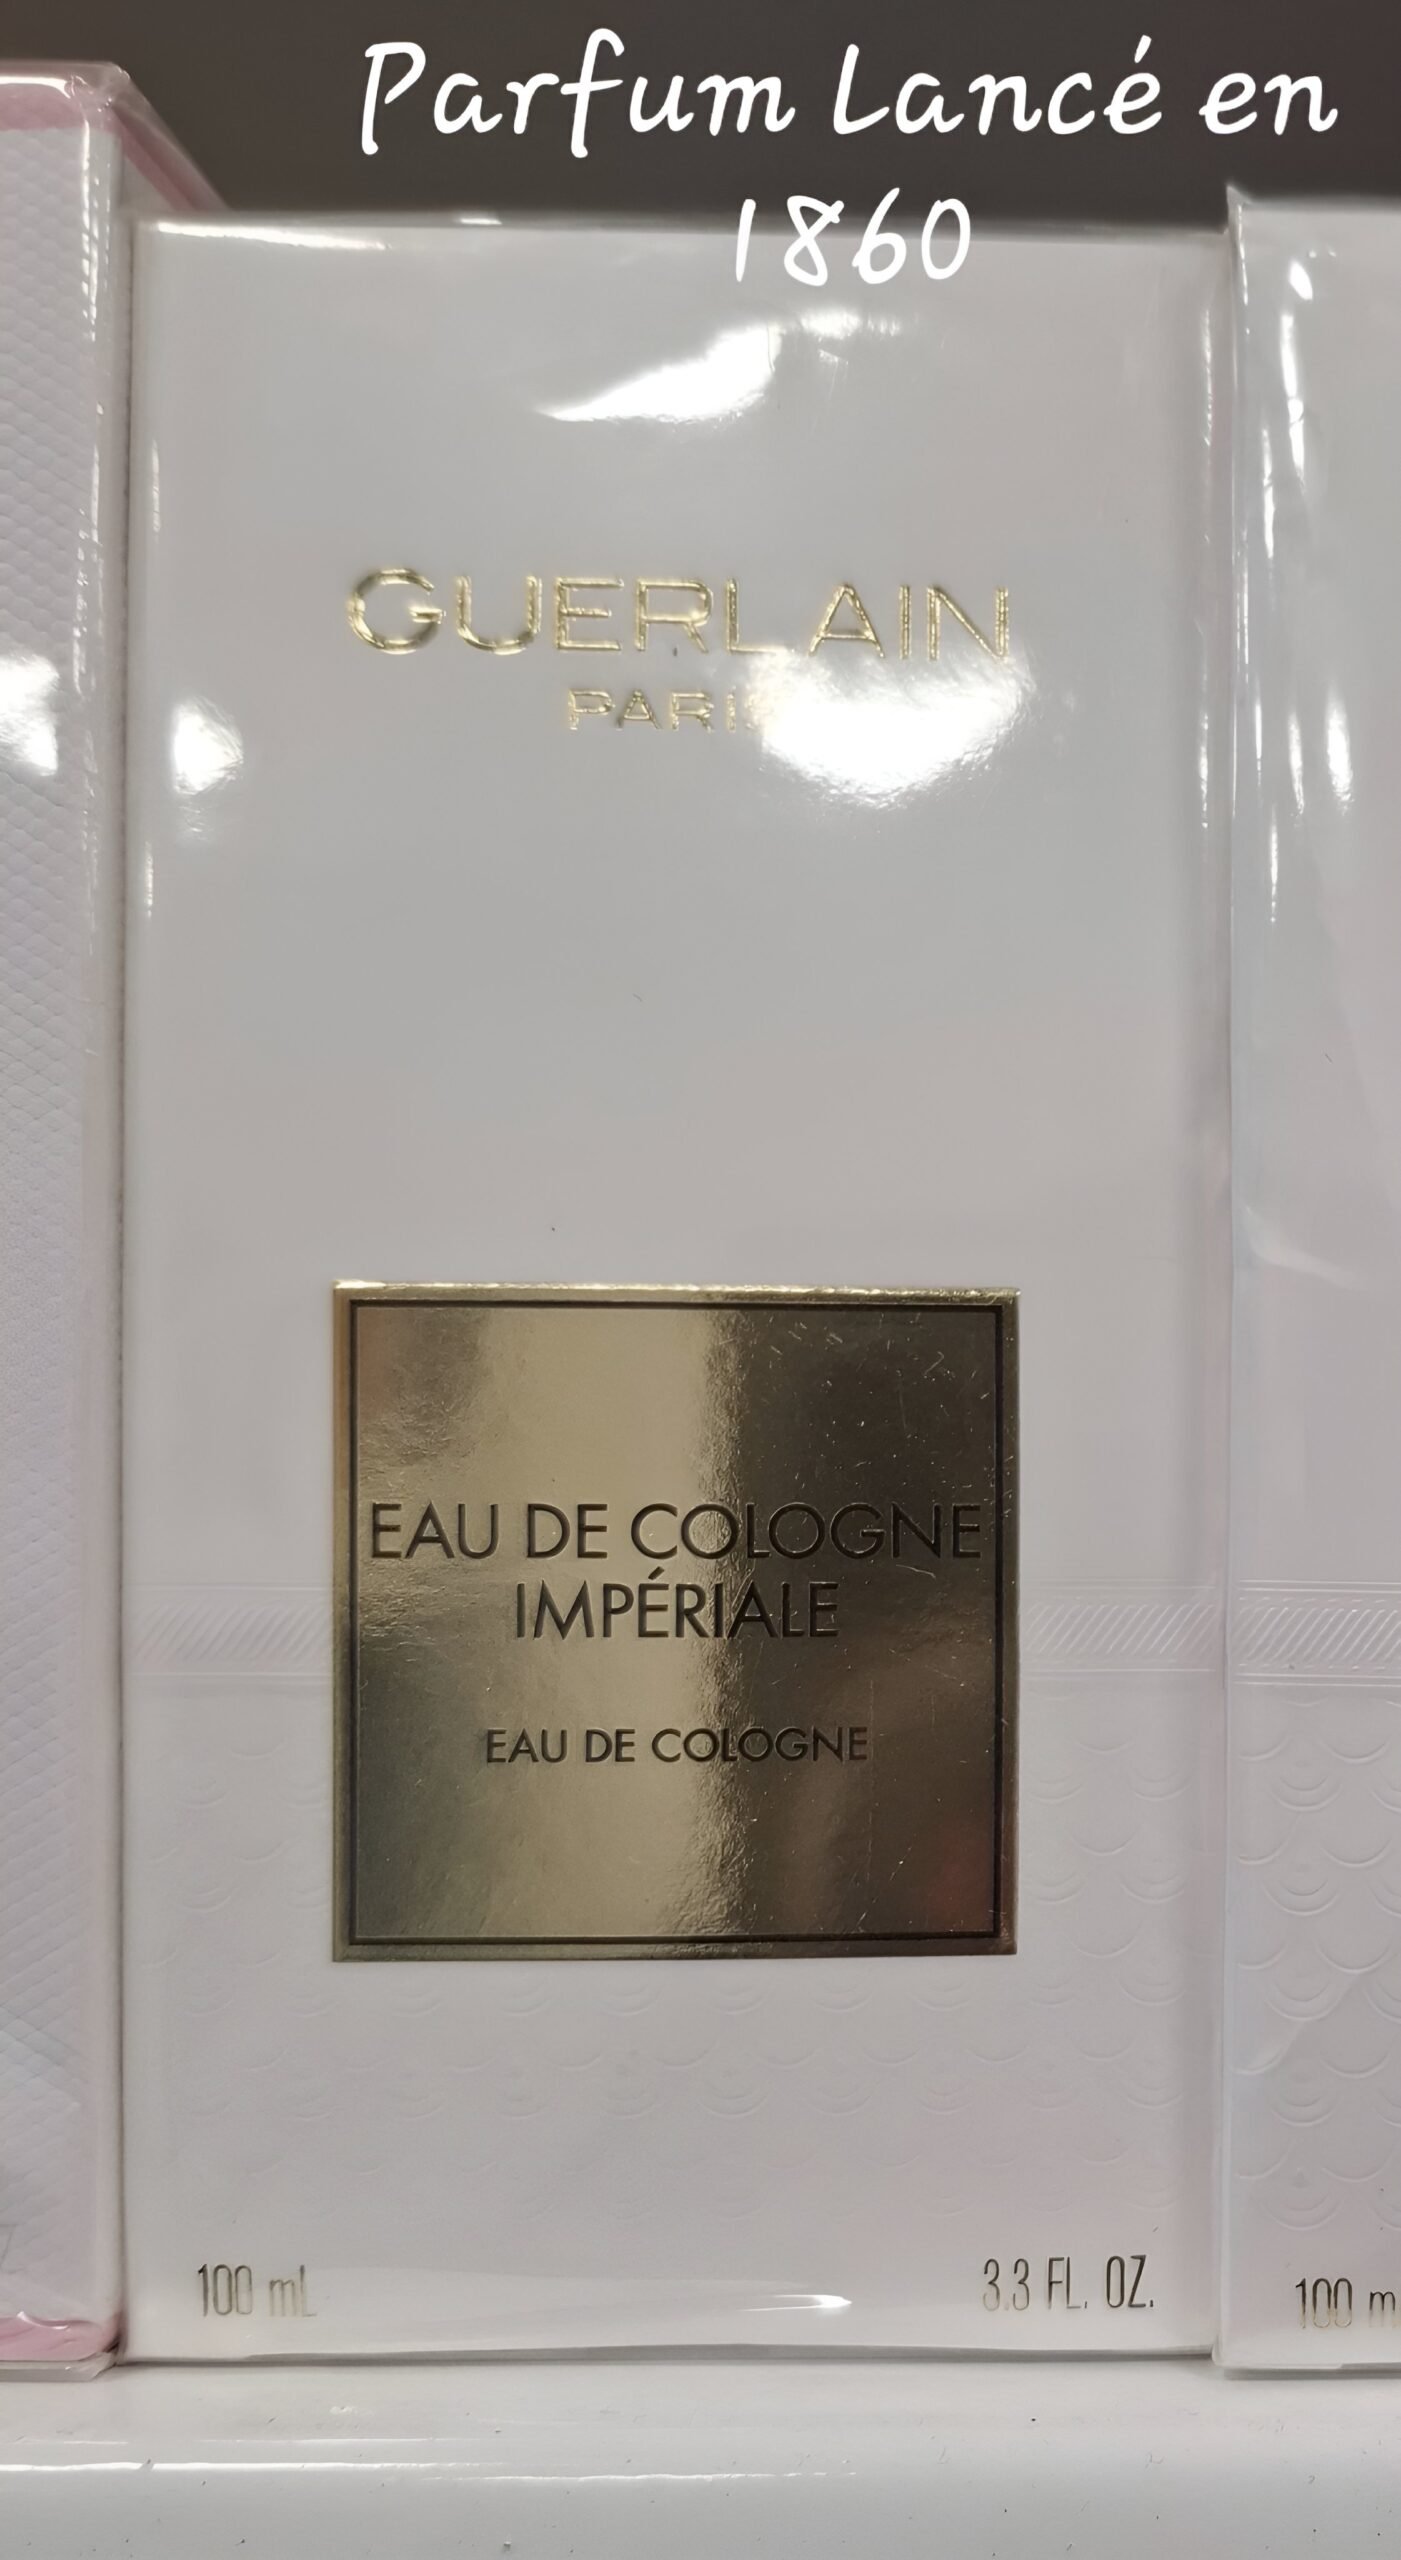 Parfum Lancé en
1860
GUERLAIN
PARIS
EAU DE COLOGNE
IMPÉRIALE
EAU DE COLOGNE
100 mL
3.3 FL. OZ.
100 m